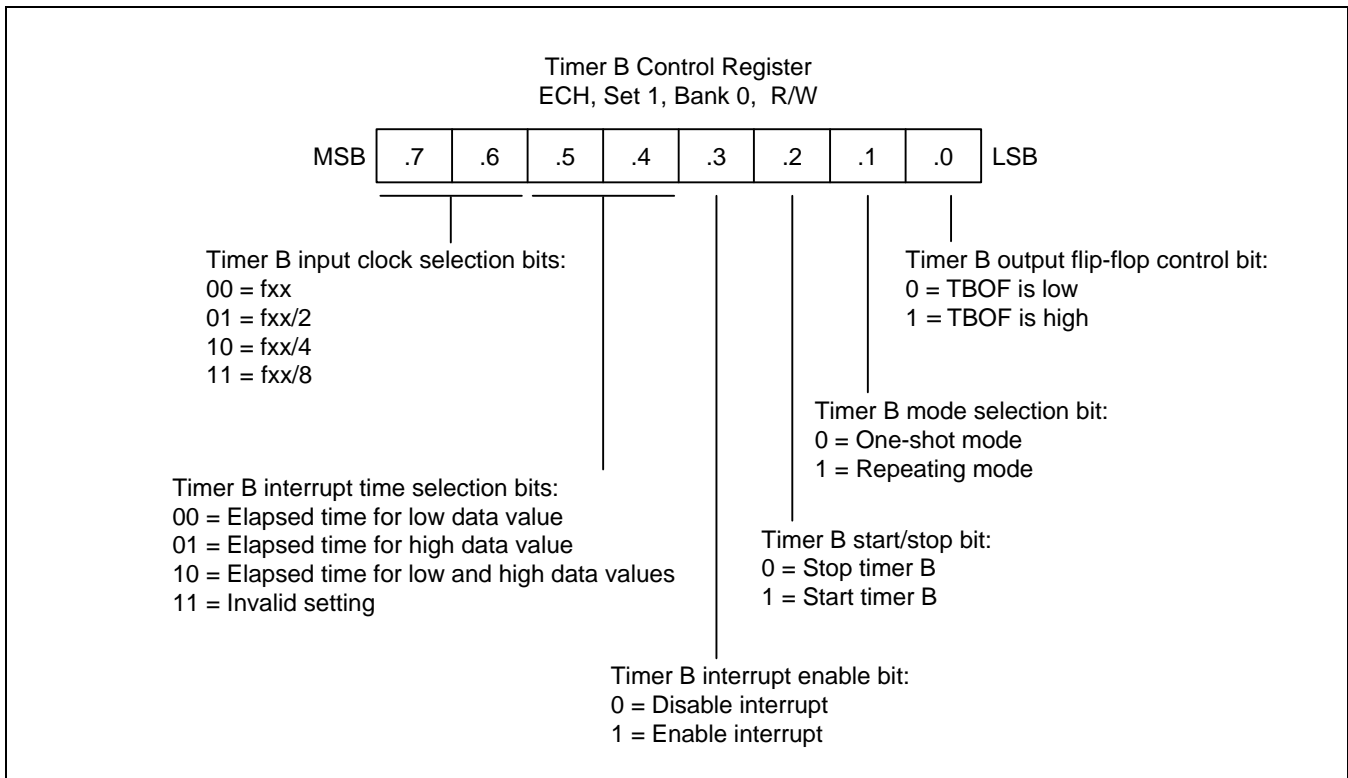 Timer B Control Register
ECH, Set 1, Bank 0, R/W
MSB .7 .6 .5 .4 .3 .2 .1 .0 LSB
Timer B input clock selection bits:
00 = fxx
01 = fxx/2
10 = fxx/4
11 = fxx/8
Timer B output flip-flop control bit:
0 = TBOF is low
1 = TBOF is high
Timer B mode selection bit:
0 = One-shot mode
1 = Repeating mode
Timer B interrupt time selection bits:
00 = Elapsed time for low data value
01 = Elapsed time for high data value
10 = Elapsed time for low and high data values
11 = Invalid setting
Timer B start/stop bit:
0 = Stop timer B
1 = Start timer B
Timer B interrupt enable bit:
0 = Disable interrupt
1 = Enable interrupt